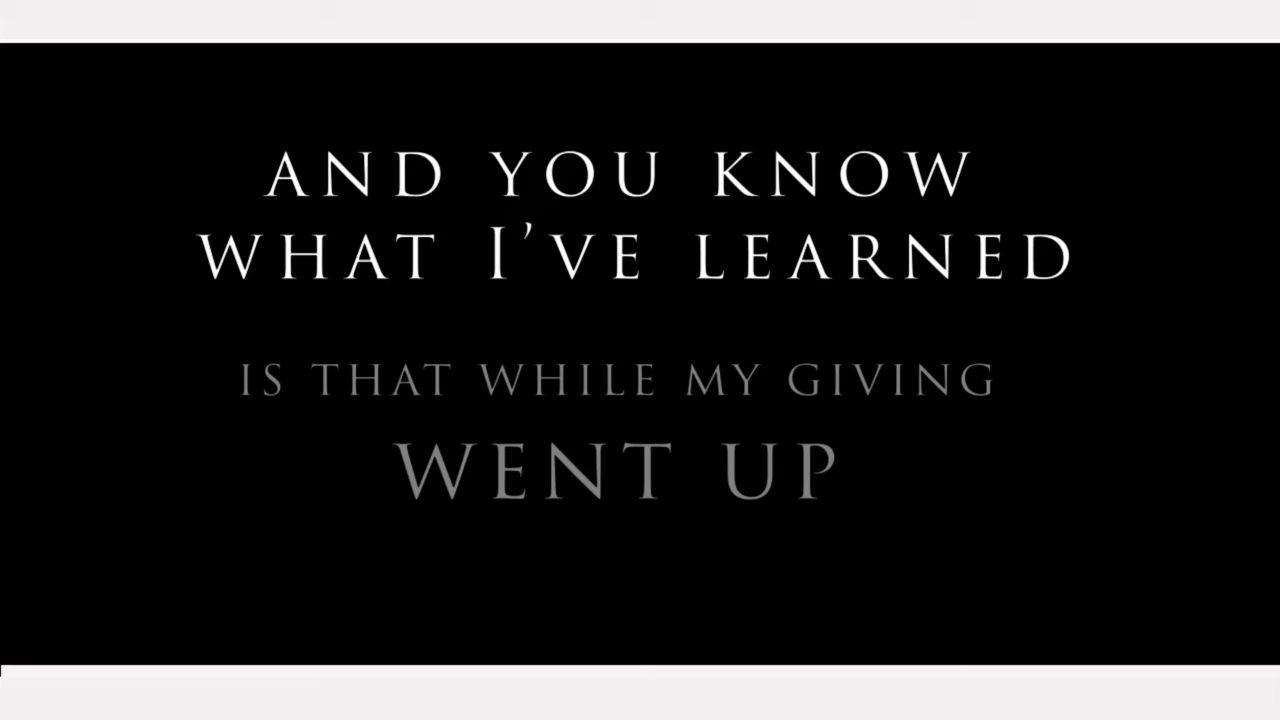 AND YOU KNOW
WHAT I'VE LEARNED
IS THAT WHILE MY GIVING
WENT UP